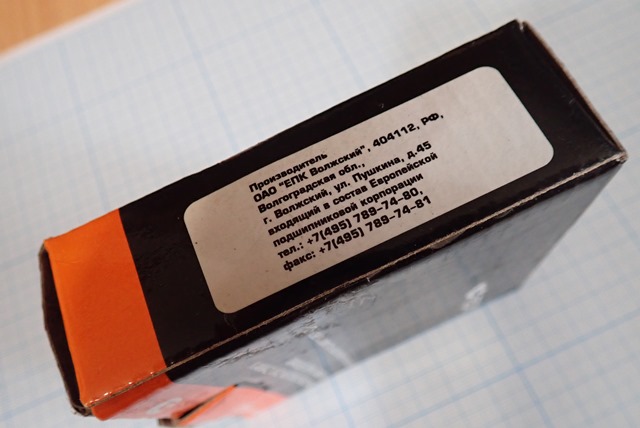 Производитель
ОАО "ЕПК Волжский", 404112, РФ,
Волгоградская обл.,
г. Волжский, ул. Пушкина, д.45
входящий в состав Европейской
подшипниковой корпорации
тел.: +7(495) 789-74-80,
факс: +7(495) 789-74-81